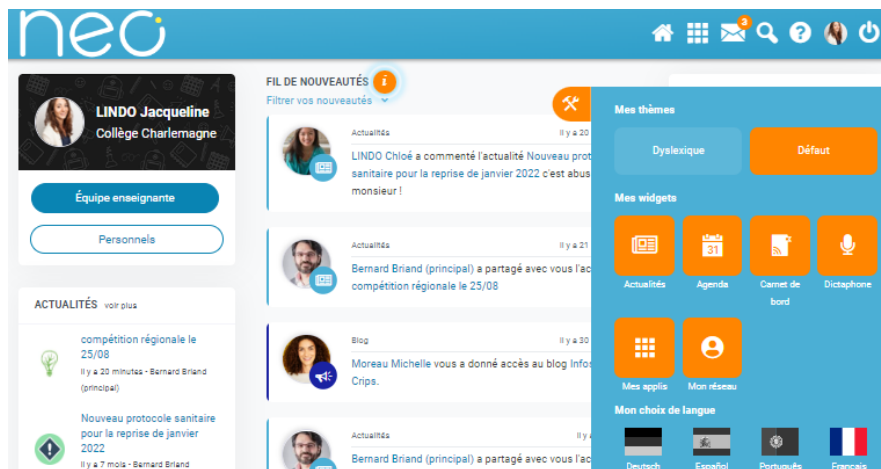 neo
3
LINDO Jacqueline
Collège Charlemagne
Équipe enseignante
Personnels
ACTUALITÉS voir plus
compétition régionale le
25/08
Il y a 20 minutes - Bernard Briand
(principal)
Nouveau protocole sanitaire
pour la reprise de janvier
2022
Il y a 7 mois - Bernard Briand
FIL DE NOUVEAUTÉS i
Filtrer vos nouveautés
Actualités Il y a 20
LINDO Chloé a commenté l'actualité Nouveau prot
sanitaire pour la reprise de janvier 2022 c'est abus
monsieur !
Actualités Il y a 21
Bernard Briand (principal) a partagé avec vous l'ac
compétition régionale le 25/08
Blog Il y a 30
Moreau Michelle vous a donné accès au blog Infos
Crips.
Actualités Il y
Bernard Briand (principal) a partagé avec vous l'ac
Mes thèmes
Dyslexique Défaut
Mes widgets
31
Actualités Agenda Carnet de bord Dictaphone
Mes applis Mon réseau
Mon choix de langue
Deutsch Español Português Français